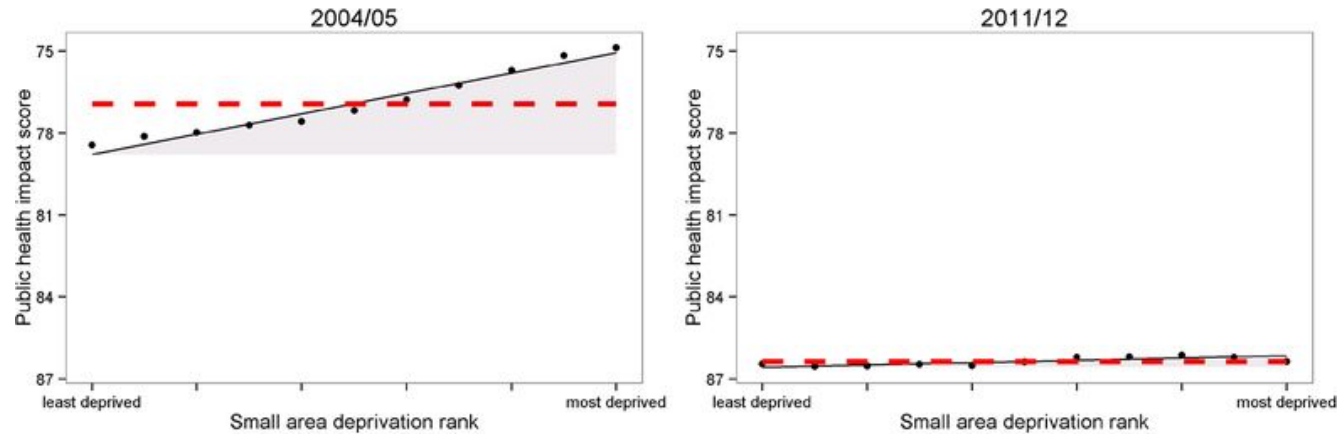 2004/05
Public health impact score
75
78
81
84
87
least deprived
most deprived
Small area deprivation rank
2011/12
Public health impact score
75
78
81
84
87
least deprived
most deprived
Small area deprivation rank